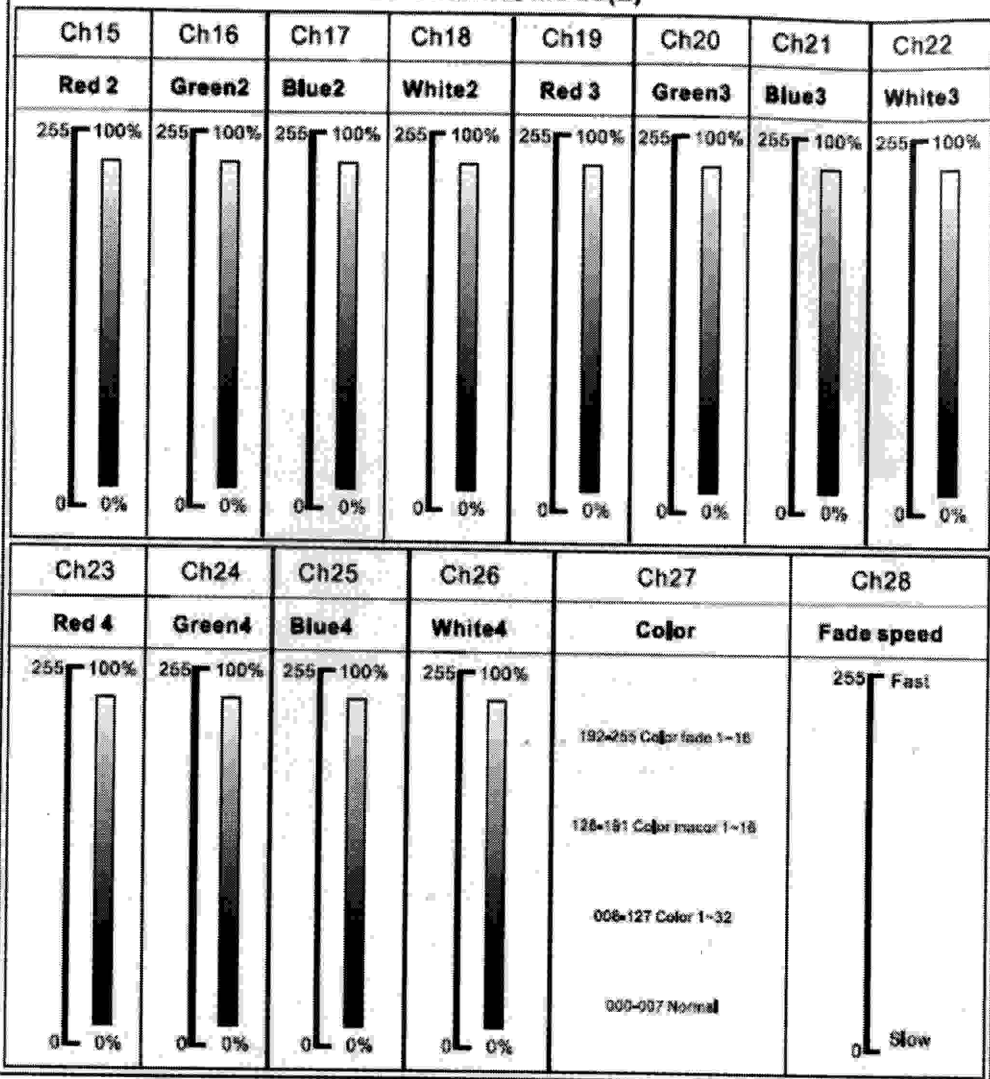 Ch15 Ch16 Ch17 Ch18 Ch19 Ch20 Ch21 Ch22
Red 2 Green2 Blue2 White2 Red 3 Green3 Blue3 White3
255 100% 255 100% 255 100% 255 100% 255 100% 255 100% 255 100% 255 100%
0 0% 0 0% 0 0% 0 0% 0 0% 0 0% 0 0% 0 0%
Ch23 Ch24 Ch25 Ch26 Ch27 Ch28
Red 4 Green4 Blue4 White4 Color Fade speed
255 100% 255 100% 255 100% 255 100% 255 Fast
192-255 Color fade 1~16
128-191 Color macor 1~16
008-127 Color 1~32
000-007 Normal
0 0% 0 0% 0 0% 0 0% 0 Slow